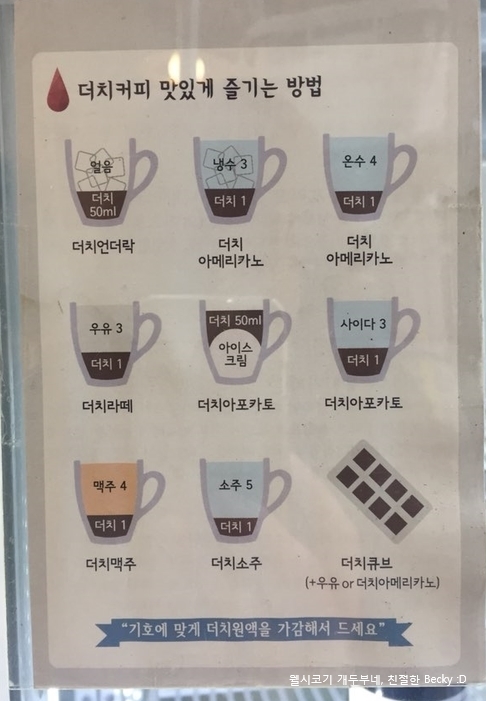 더치커피 맛있게 즐기는 방법
얼음
더치
50ml
더치언더락
냉수 3
더치 1
더치
아메리카노
온수 4
더치 1
더치
아메리카노
우유 3
더치 1
더치라떼
더치 50ml
아이스
크림
더치아포카토
사이다 3
더치 1
더치아포카토
맥주 4
더치 1
더치맥주
소주 5
더치 1
더치소주
더치큐브
(+우유 or 더치아메리카노)
“기호에 맞게 더치원액을 가감해서 드세요”
웰시코기 개두부네, 친절한 Becky :D